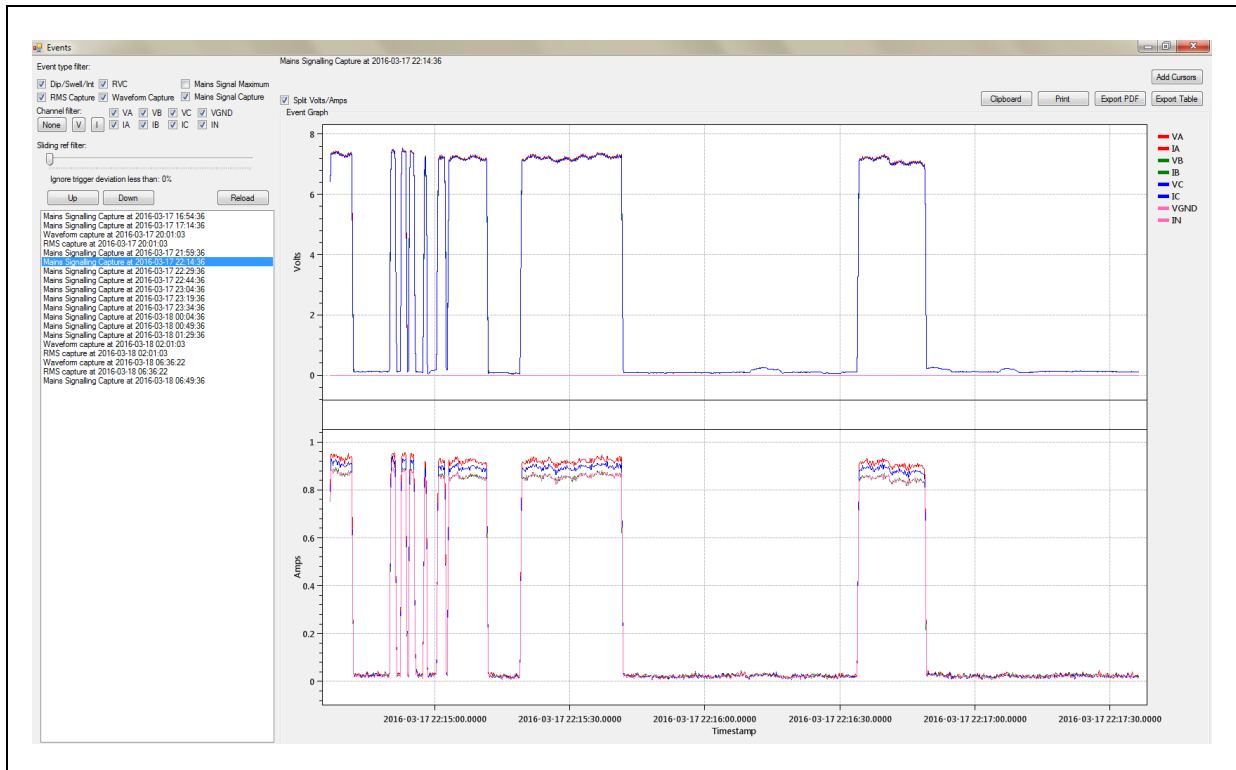 Events
Event type filter:
Dip/Swell/Int RVC Mains Signal Maximum
RMS Capture Waveform Capture Mains Signal Capture
Channel filter: VA VB VC VGND
None V I IA IB IC IN
Sliding ref filter:
Ignore trigger deviation less than: 0%
Up Down Reload
Mains Signalling Capture at 2016-03-17 16:54:36
Mains Signalling Capture at 2016-03-17 17:14:36
Waveform capture at 2016-03-17 20:01:03
RMS capture at 2016-03-17 20:01:03
Mains Signalling Capture at 2016-03-17 21:59:36
Mains Signalling Capture at 2016-03-17 22:14:36
Mains Signalling Capture at 2016-03-17 22:29:36
Mains Signalling Capture at 2016-03-17 22:44:36
Mains Signalling Capture at 2016-03-17 23:04:36
Mains Signalling Capture at 2016-03-17 23:19:36
Mains Signalling Capture at 2016-03-17 23:34:36
Mains Signalling Capture at 2016-03-18 00:04:36
Mains Signalling Capture at 2016-03-18 00:49:36
Mains Signalling Capture at 2016-03-18 01:29:36
Waveform capture at 2016-03-18 02:01:03
RMS capture at 2016-03-18 02:01:03
Waveform capture at 2016-03-18 06:36:22
RMS capture at 2016-03-18 06:36:22
Mains Signalling Capture at 2016-03-18 06:49:36
Mains Signalling Capture at 2016-03-17 22:14:36
Add Cursors
Split Volts/Amps
Clipboard Print Export PDF Export Table
Event Graph
8
6
4
2
0
Volts
1
0.8
0.6
0.4
0.2
0
Amps
2016-03-17 22:15:00.0000 2016-03-17 22:15:30.0000 2016-03-17 22:16:00.0000 2016-03-17 22:16:30.0000 2016-03-17 22:17:00.0000 2016-03-17 22:17:30.0000
Timestamp
VA
IA
VB
IB
VC
IC
VGND
IN